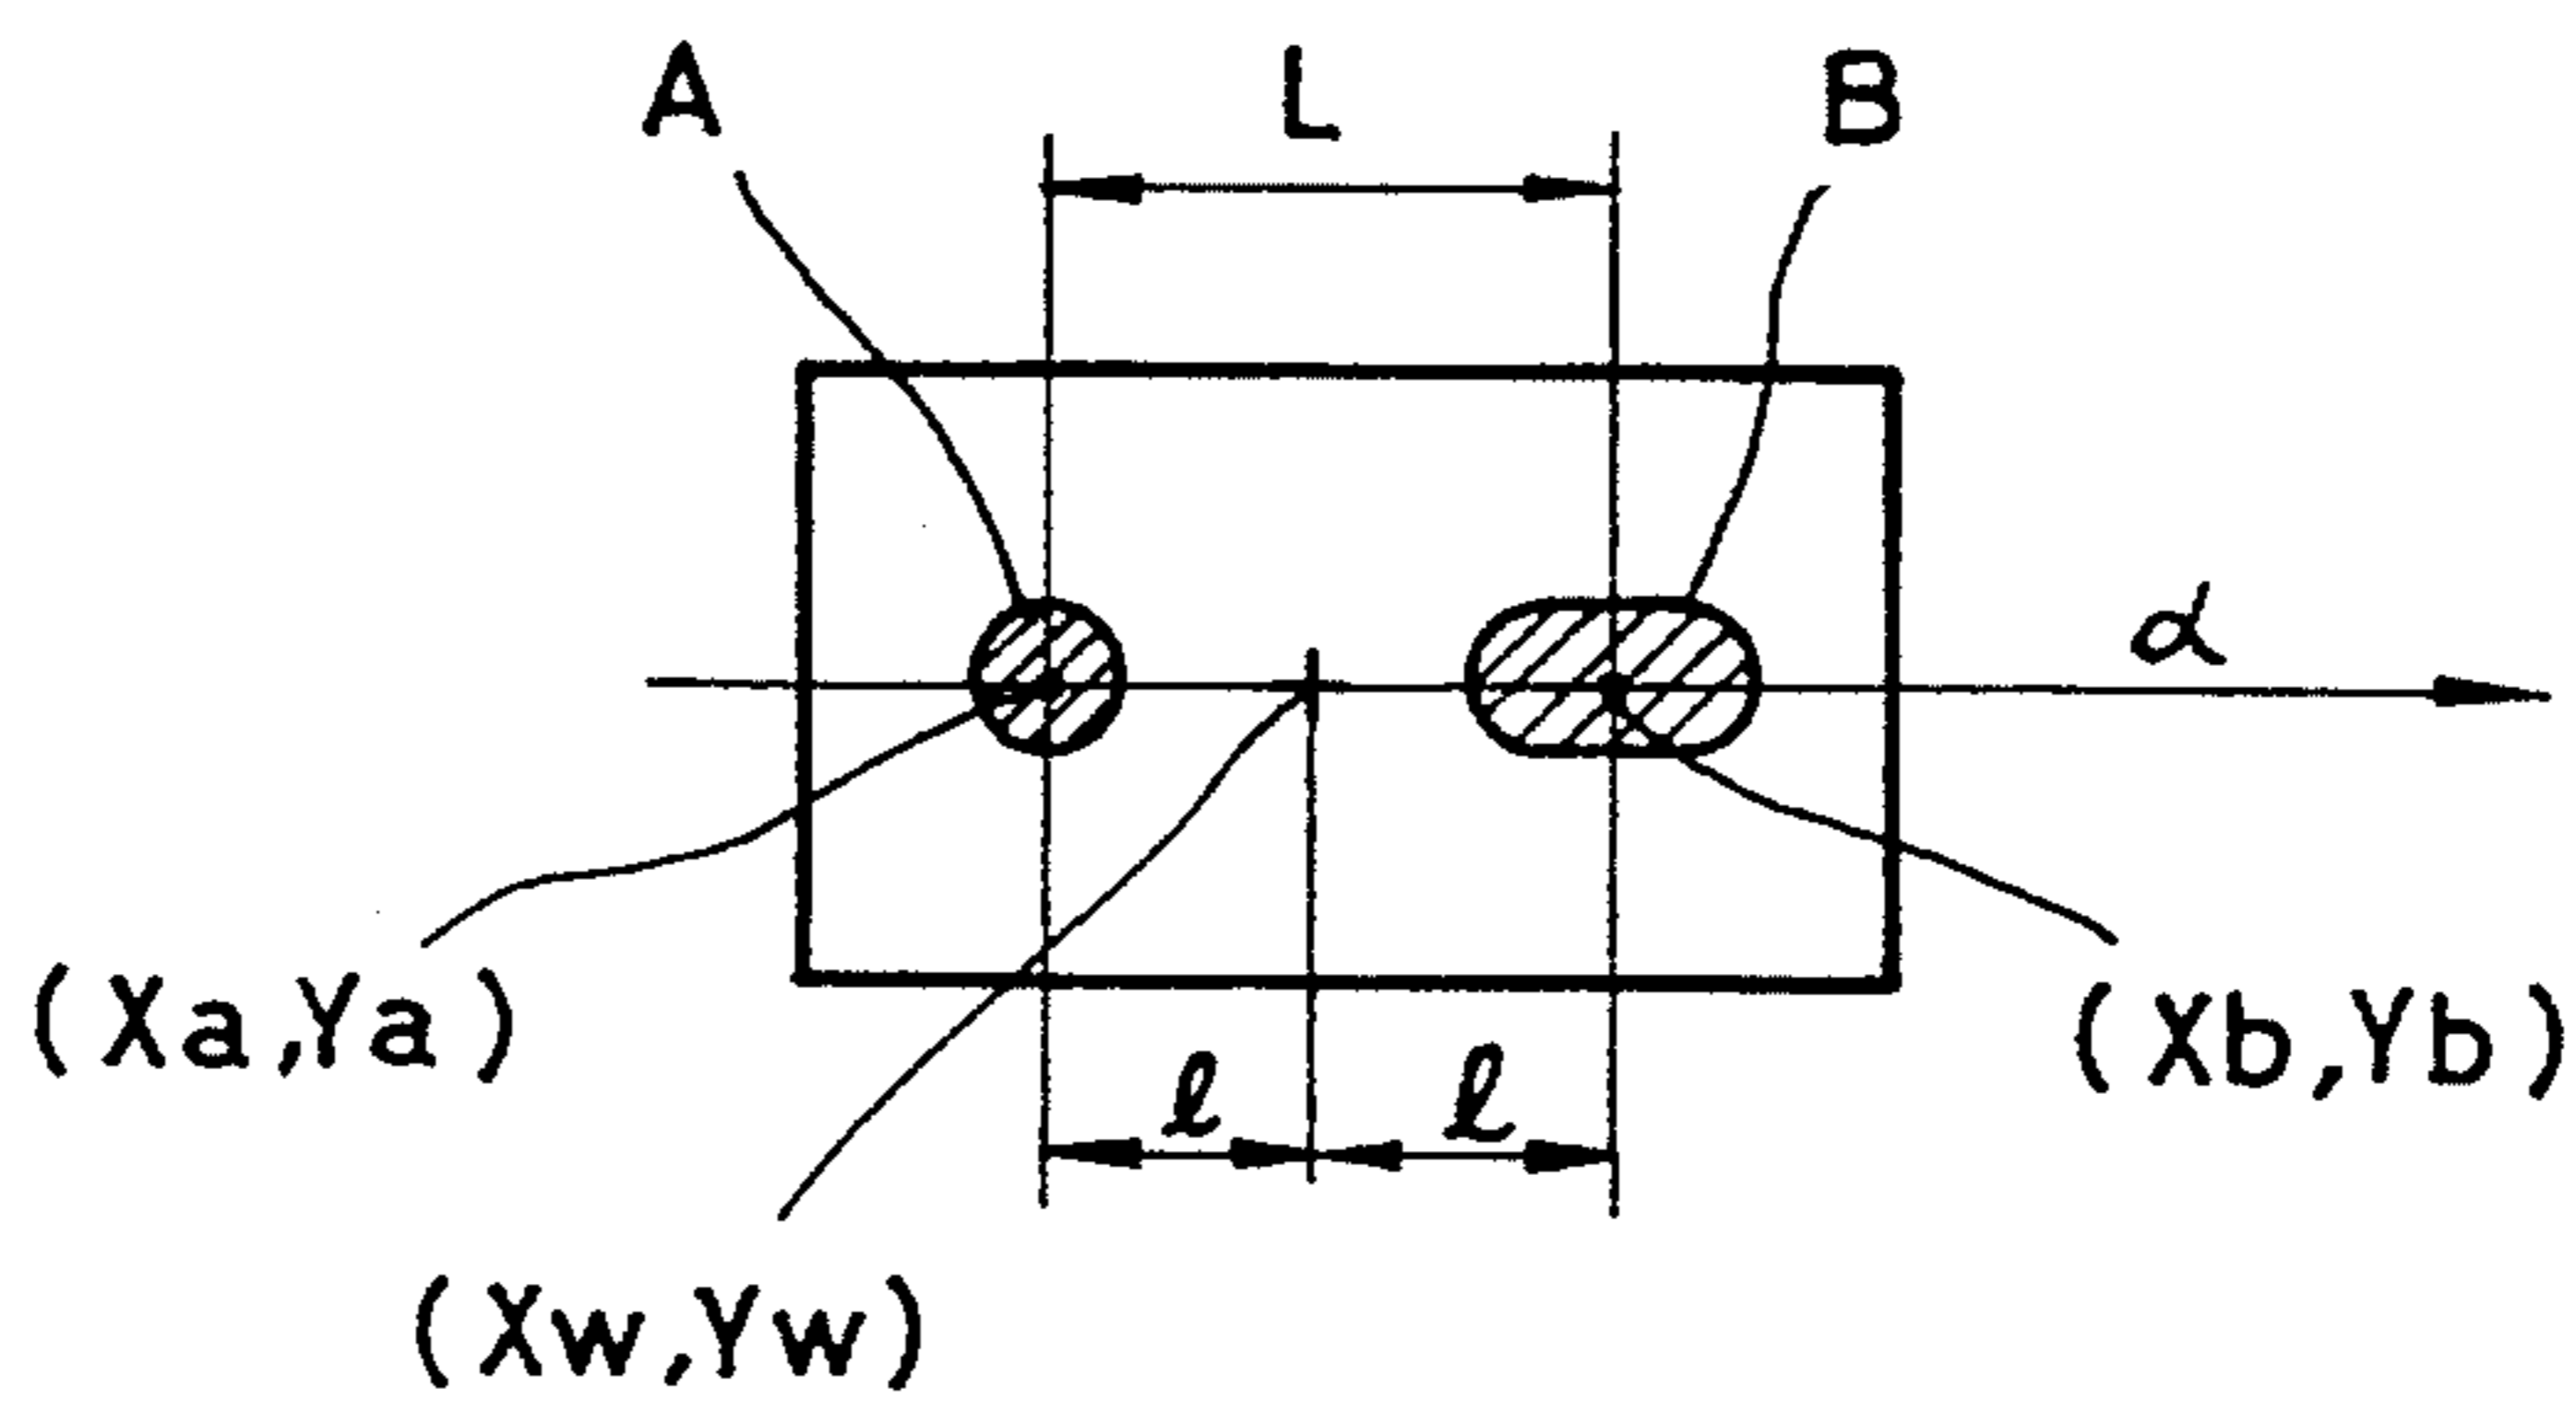 A L B
α
(Xa,Ya) ℓ ℓ (Xb,Yb)
(Xw,Yw)